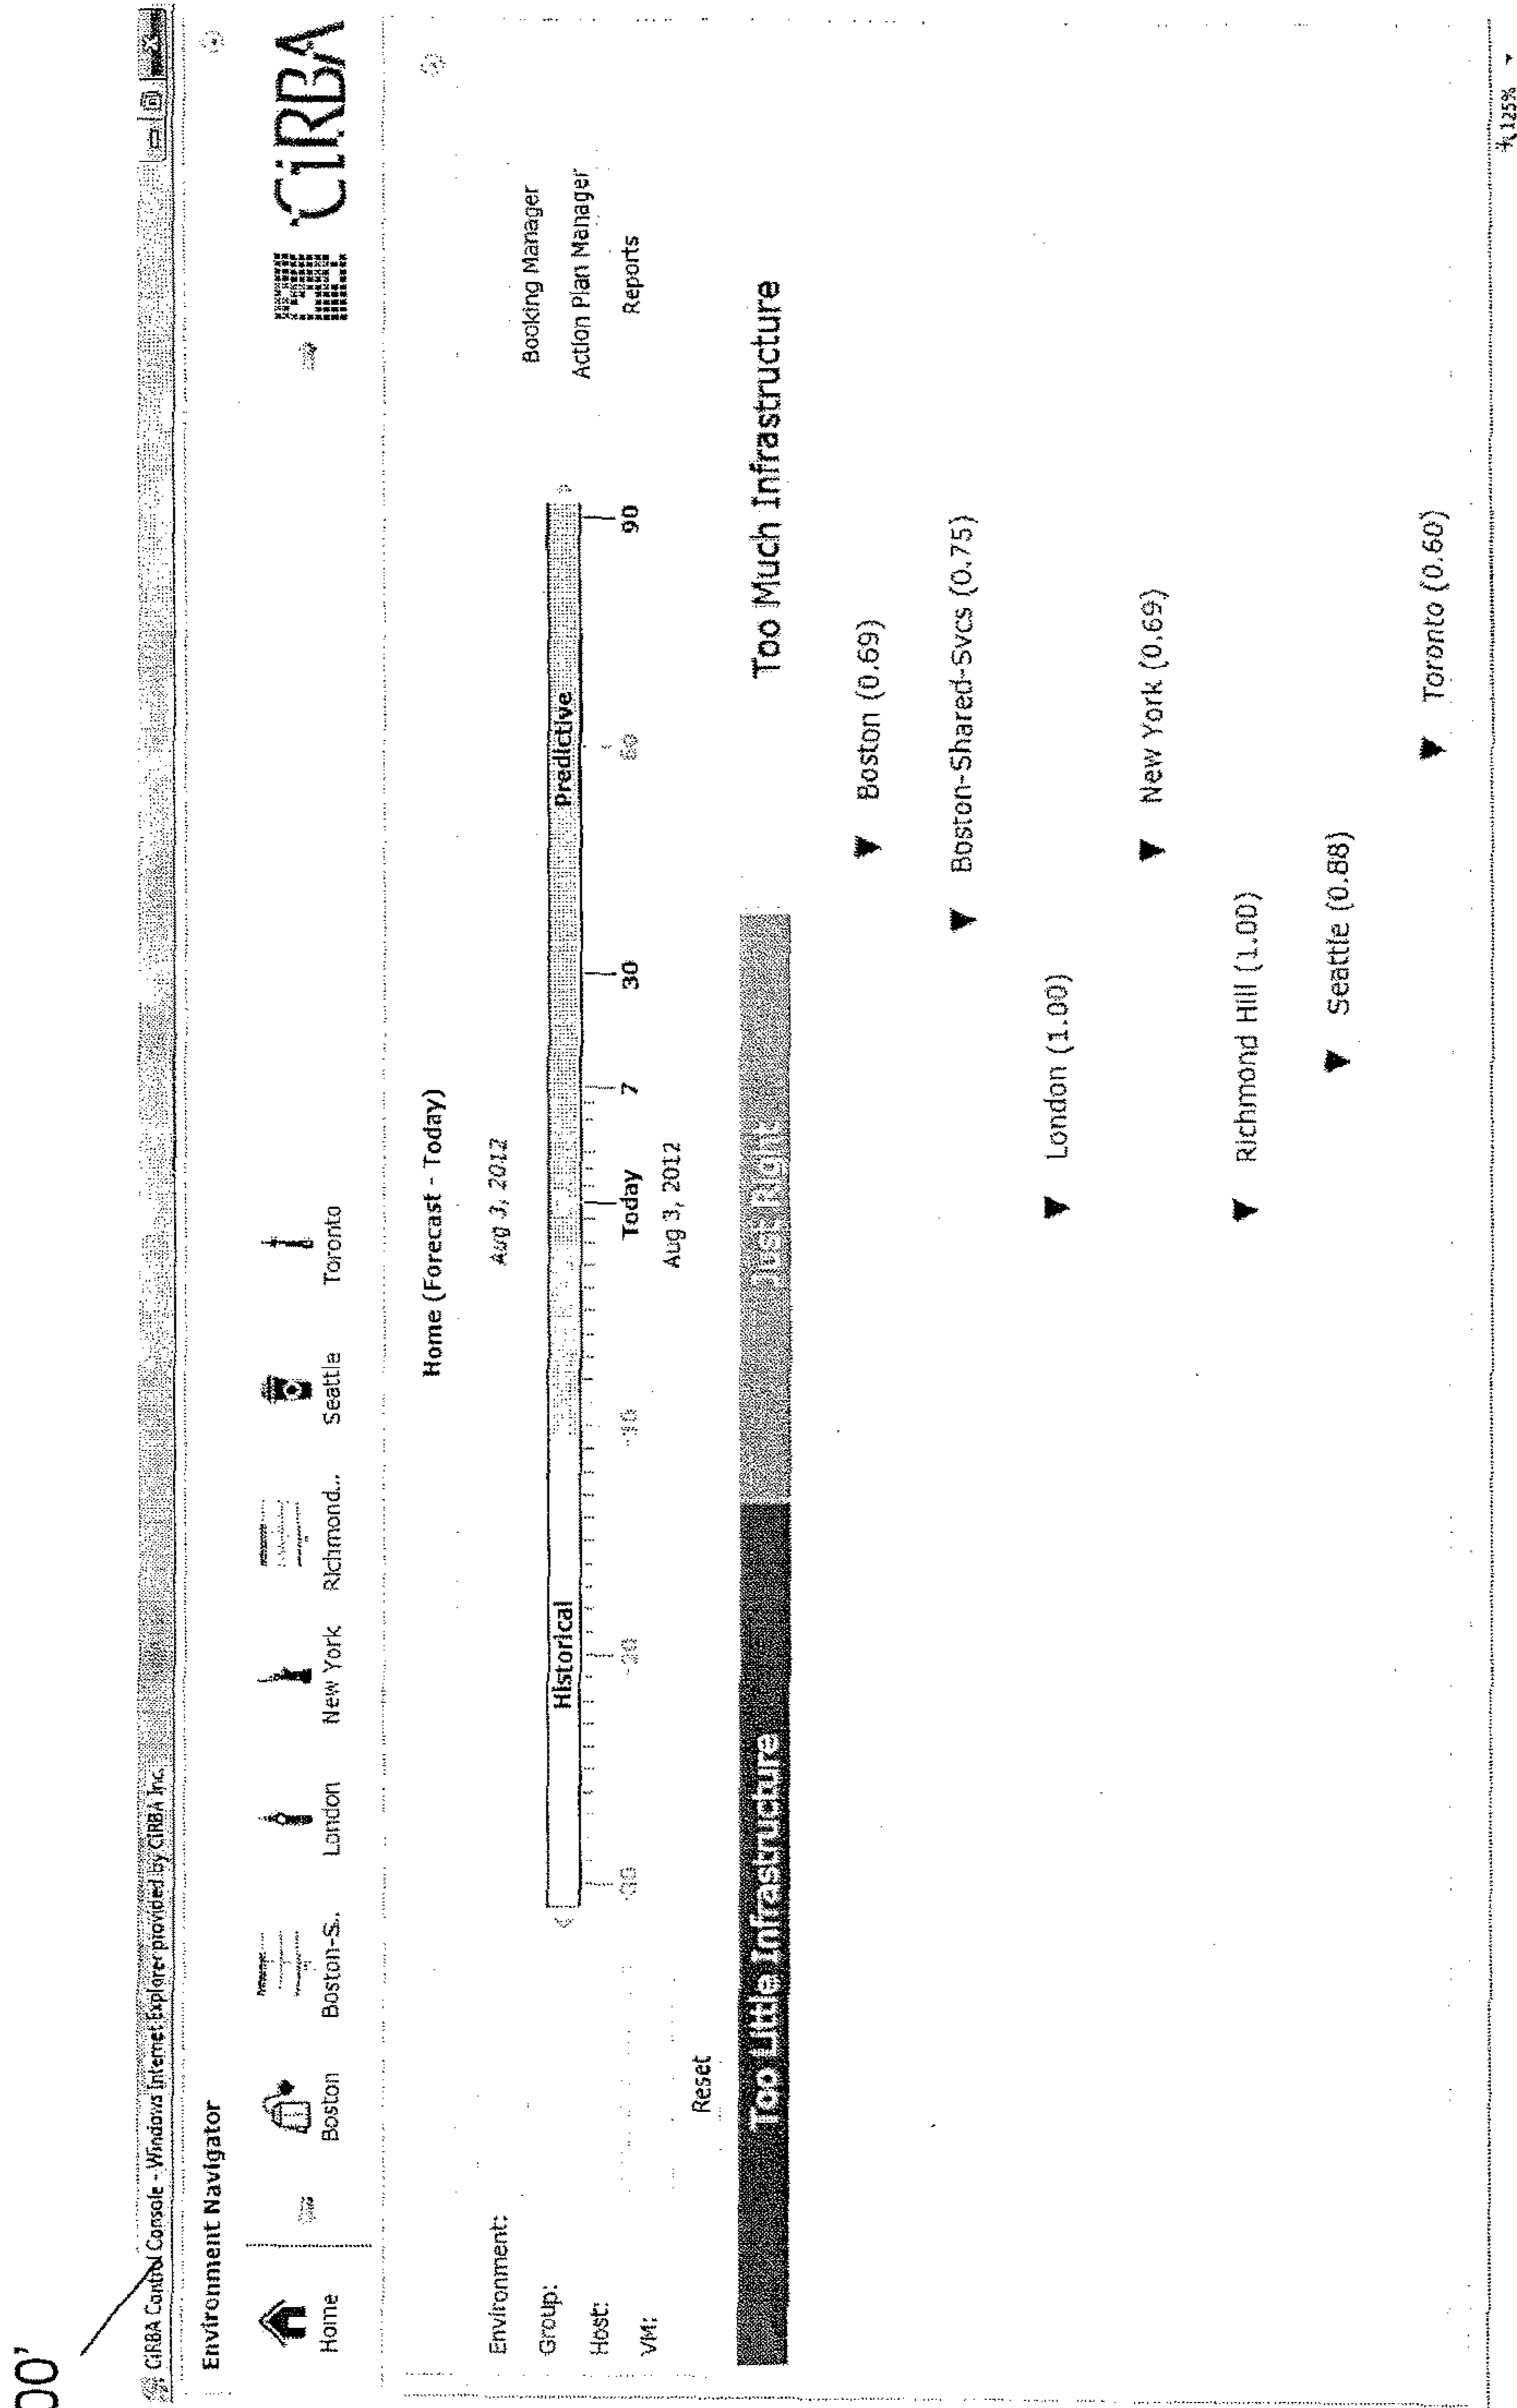 00'
CiRBA Control Console - Windows Internet Explorer provided by CiRBA Inc.
Environment Navigator
Home
Boston
Boston-S..
London
New York
Richmond...
Seattle
Toronto
CiRBA
Home (Forecast - Today)
Environment:
Group:
Host:
VM:
Reset
Aug 3, 2012
Historical
Predictive
-30 -20 -10 Today 7 30 60 90
Aug 3, 2012
Booking Manager
Action Plan Manager
Reports
Too Little Infrastructure
Just Right
Too Much Infrastructure
Boston (0.69)
Boston-Shared-Svcs (0.75)
London (1.00)
New York (0.69)
Richmond Hill (1.00)
Seattle (0.88)
Toronto (0.60)
125%